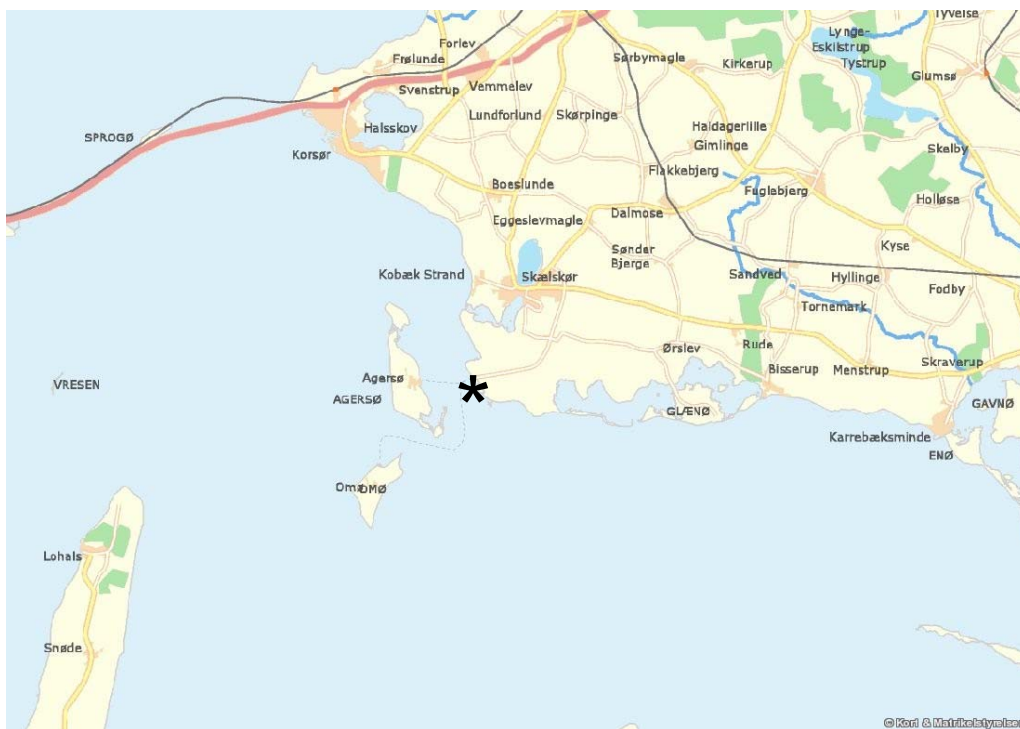 Tyvelse
Lynge-
Eskilstrup
Tystrup
Glumsø
Forlev
Frølunde
Sørbymagle
Kirkerup
Svenstrup
Vemmelev
Lundforlund
Skørpinge
Halsskov
Haldagerlille
Gimlinge
SPROGØ
Korsør
Skelby
Flakkebjerg
Boeslunde
Fuglebjerg
Holløse
Eggeslevmagle
Dalmose
Kyse
Sønder
Bjerge
Kobæk Strand
Skælskør
Sandved
Hyllinge
Fodby
Tornemark
Rude
Ørslev
Bisserup
Menstrup
Skraverup
VRESEN
Agersø
AGERSØ
*
GLÆNØ
GAVNØ
Karrebæksminde
ENØ
Omø
OMØ
Lohals
Snøde
© Kort & Matrikelstyrelsen